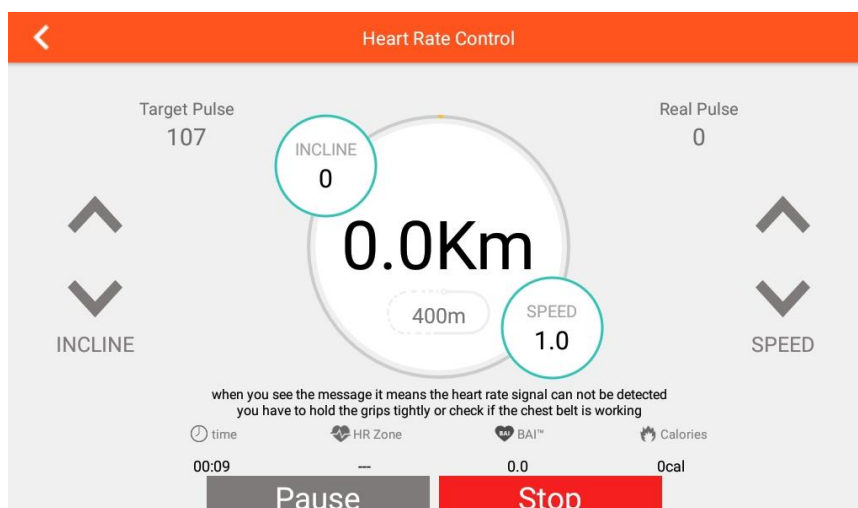 Heart Rate Control
Target Pulse
107
Real Pulse
0
INCLINE
0
0.0Km
400m
SPEED
1.0
INCLINE
SPEED
when you see the message it means the heart rate signal can not be detected
you have to hold the grips tightly or check if the chest belt is working
time
HR Zone
BAI
BAI™
Calories
00:09
---
0.0
0cal
Pause
Stop